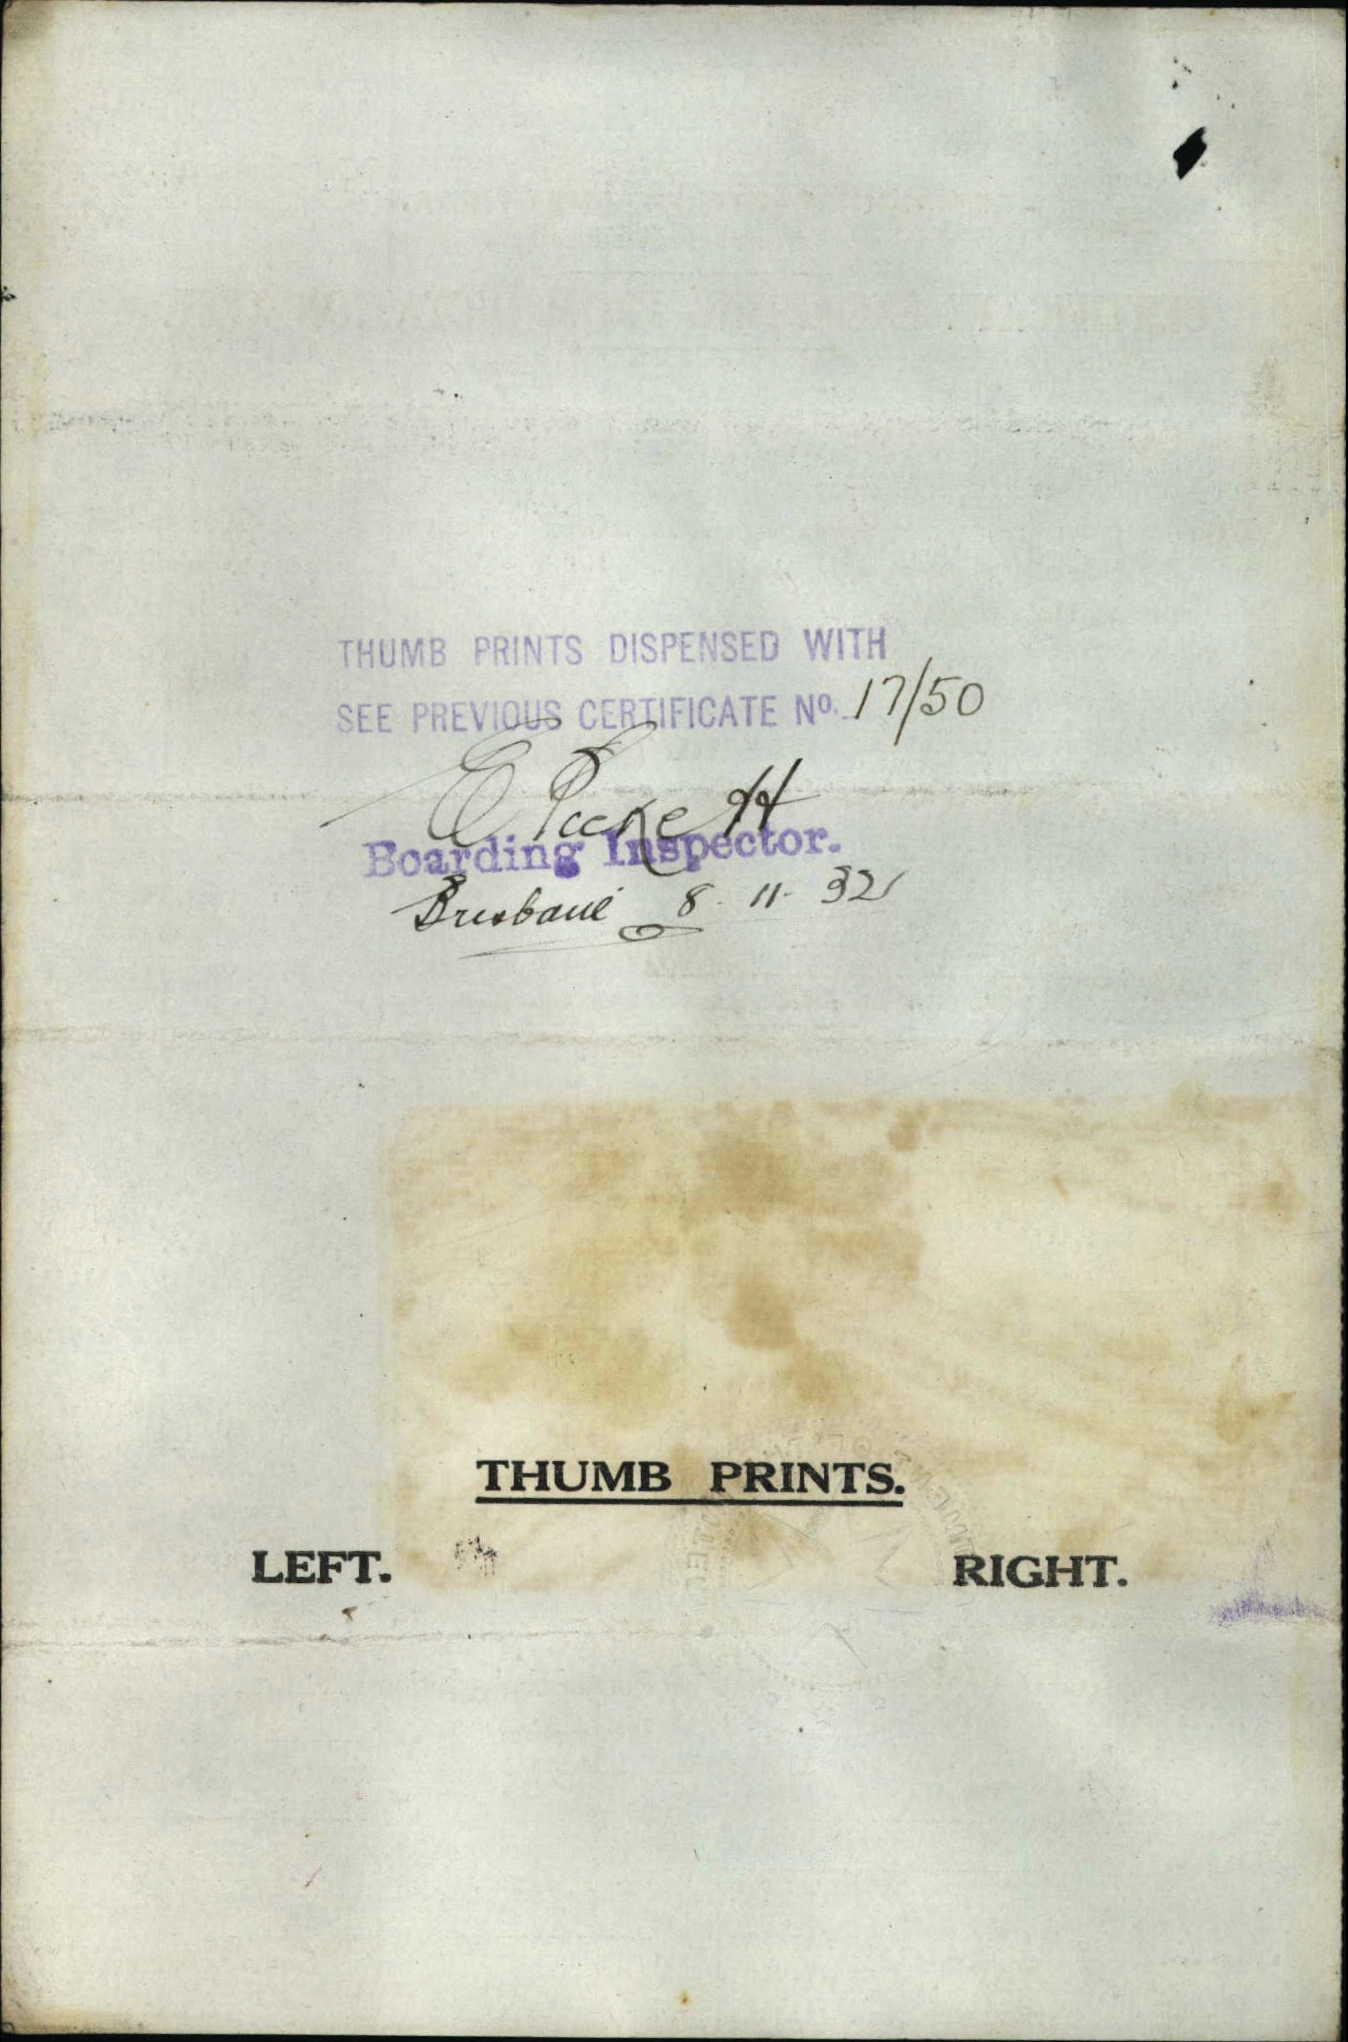 THUMB PRINTS DISPENSED WITH
SEE PREVIOUS CERTIFICATE No. 17/50
E Pickett
Boarding Inspector.
Brisbane 8. 11. 32
THUMB PRINTS.
LEFT.
RIGHT.